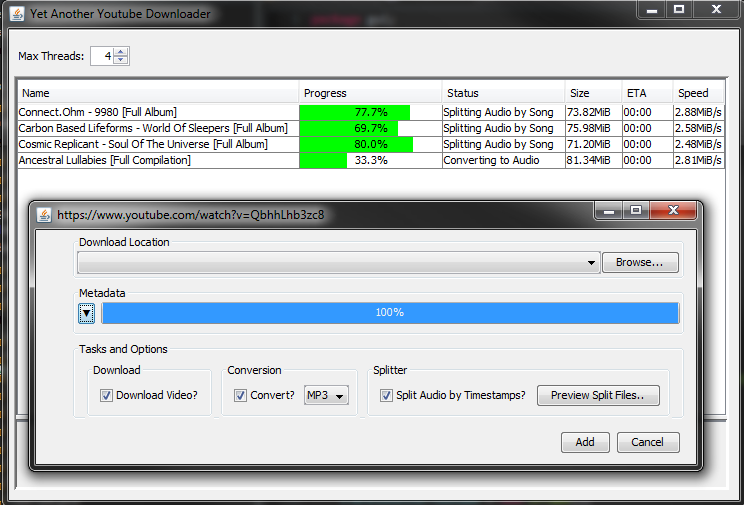 Yet Another Youtube Downloader
Max Threads: 4
Name Progress Status Size ETA Speed
Connect.Ohm - 9980 [Full Album] 77.7% Splitting Audio by Song 73.82MiB 00:00 2.88MiB/s
Carbon Based Lifeforms - World Of Sleepers [Full Album] 69.7% Splitting Audio by Song 75.98MiB 00:00 2.58MiB/s
Cosmic Replicant - Soul Of The Universe [Full Album] 80.0% Splitting Audio by Song 71.20MiB 00:00 2.48MiB/s
Ancestral Lullabies [Full Compilation] 33.3% Converting to Audio 81.34MiB 00:00 2.81MiB/s
https://www.youtube.com/watch?v=QbhhLhb3zc8
Download Location
Browse...
Metadata
100%
Tasks and Options
Download Conversion Splitter
Download Video? Convert? MP3 Split Audio by Timestamps? Preview Split Files..
Add Cancel